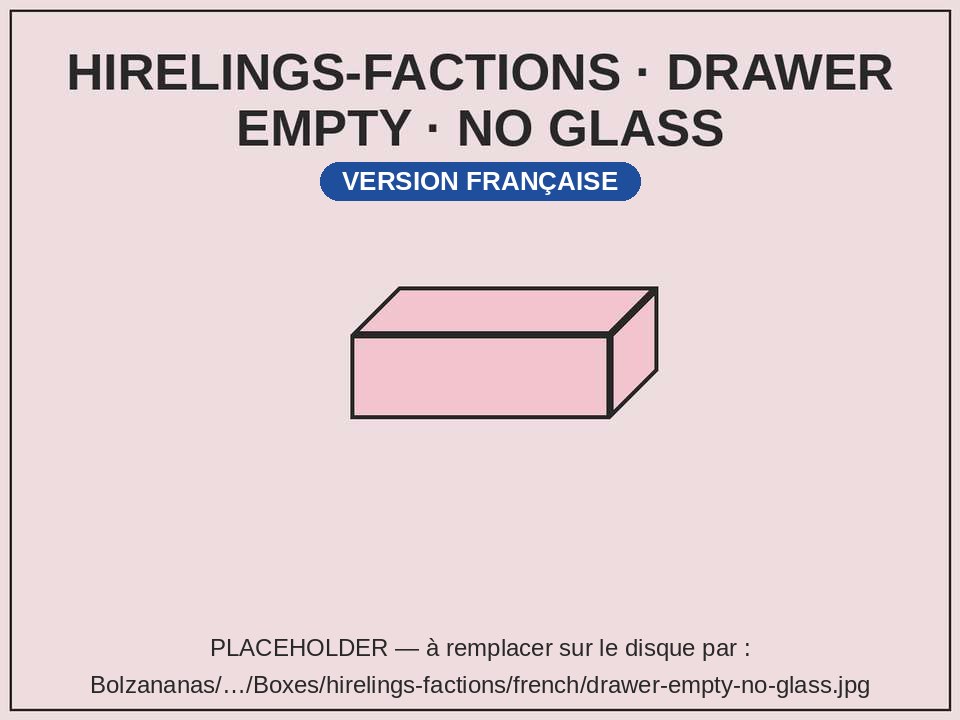 HIRELINGS-FACTIONS · DRAWER
EMPTY · NO GLASS
VERSION FRANÇAISE
PLACEHOLDER — à remplacer sur le disque par :
Bolzananas/…/Boxes/hirelings-factions/french/drawer-empty-no-glass.jpg